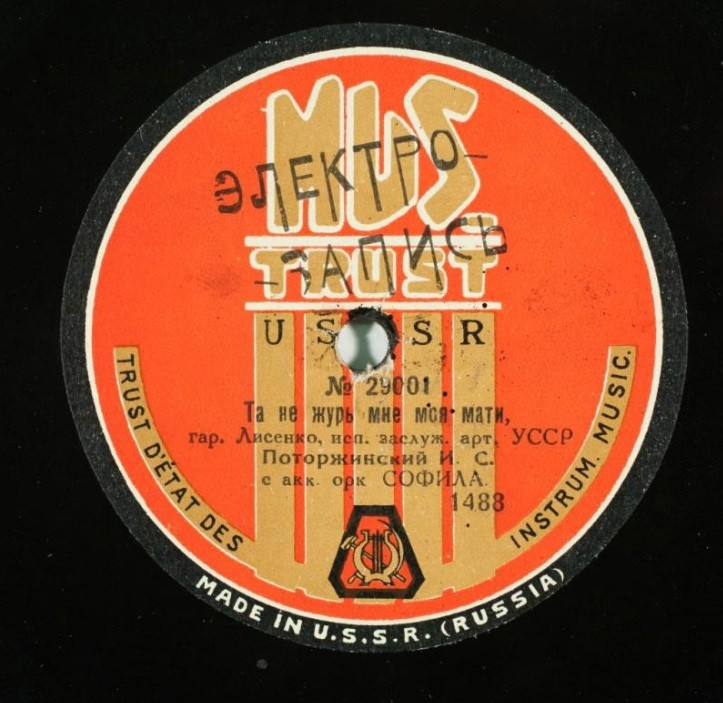 MUS
TRUST
ЭЛЕКТРО-
-ЗАПИСЬ
U S S R
№ 29001.
Та не журь мне моя мати,
гар. Лисенко, исп. заслуж. арт. УССР
Поторжинский И. С.
с акк. орк СОФИЛА.
1488
TRUST D'ÉTAT DES
INSTRUM. MUSIC.
MADE IN U.S.S.R. (RUSSIA)